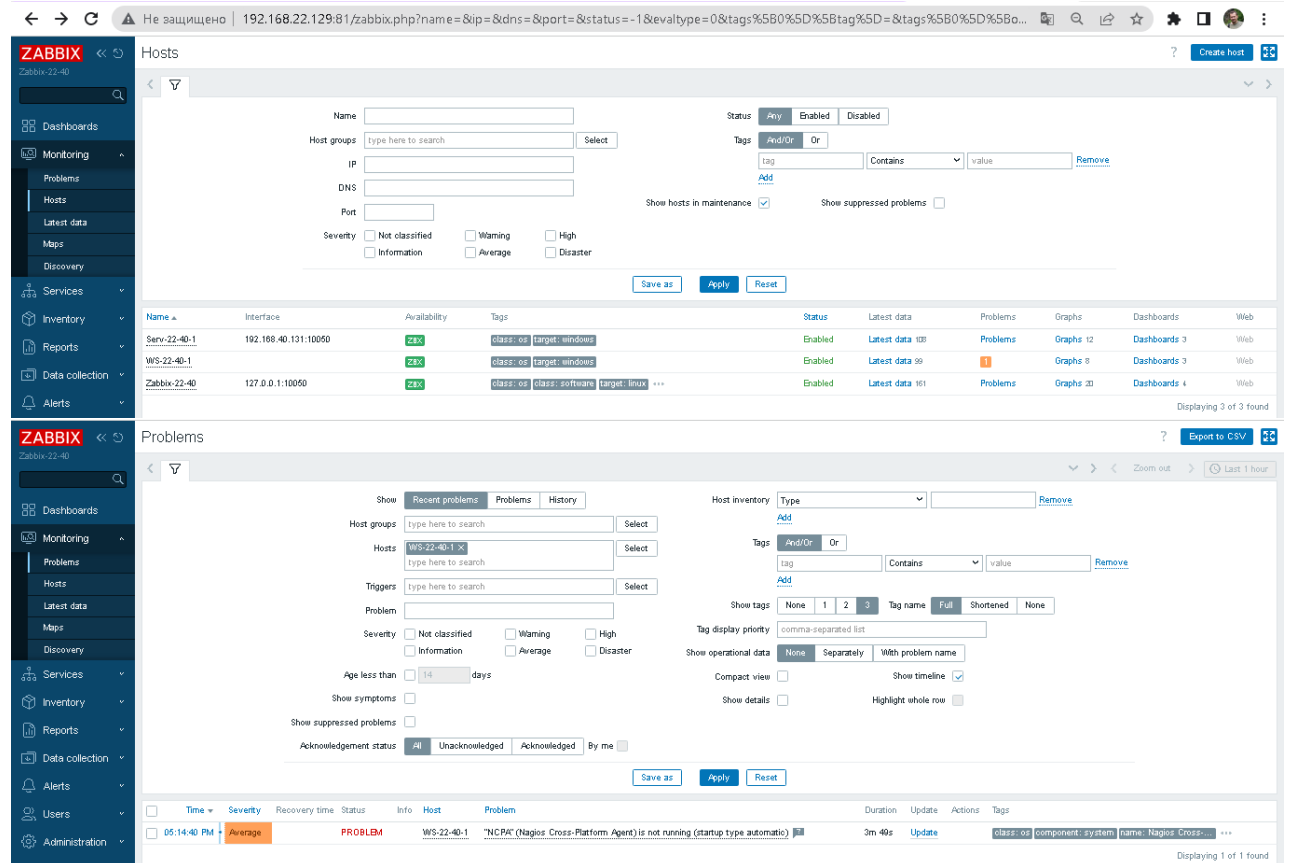 Не защищено 192.168.22.129:81/zabbix.php?name=&ip=&dns=&port=&status=-1&evaltype=0&tags%5B0%5D%5Btag%5D=&tags%5B0%5D%5Bo...
ZABBIX
Zabbix-22-40
Dashboards
Monitoring
Problems
Hosts
Latest data
Maps
Discovery
Services
Inventory
Reports
Data collection
Alerts
Hosts
? Create host
Name
Host groups type here to search Select
IP
DNS
Port
Severity Not classified Warning High
Information Average Disaster
Status Any Enabled Disabled
Tags And/Or Or
tag Contains value Remove
Add
Show hosts in maintenance Show suppressed problems
Save as Apply Reset
Name Interface Availability Tags Status Latest data Problems Graphs Dashboards Web
Serv-22-40-1 192.168.40.131:10050 ZBX class: os target: windows Enabled Latest data 108 Problems Graphs 12 Dashboards 3 Web
WS-22-40-1 ZBX class: os target: windows Enabled Latest data 99 1 Graphs 8 Dashboards 3 Web
Zabbix-22-40 127.0.0.1:10050 ZBX class: os class: software target: linux ••• Enabled Latest data 161 Problems Graphs 20 Dashboards 4 Web
Displaying 3 of 3 found
ZABBIX
Zabbix-22-40
Dashboards
Monitoring
Problems
Hosts
Latest data
Maps
Discovery
Services
Inventory
Reports
Data collection
Alerts
Users
Administration
Problems
? Export to CSV
Zoom out Last 1 hour
Show Recent problems Problems History
Host groups type here to search Select
Hosts WS-22-40-1 × Select
type here to search
Triggers type here to search Select
Problem
Severity Not classified Warning High
Information Average Disaster
Age less than 14 days
Show symptoms
Show suppressed problems
Acknowledgement status All Unacknowledged Acknowledged By me
Host inventory Type Remove
Add
Tags And/Or Or
tag Contains value Remove
Add
Show tags None 1 2 3 Tag name Full Shortened None
Tag display priority comma-separated list
Show operational data None Separately With problem name
Compact view Show timeline
Show details Highlight whole row
Save as Apply Reset
Time Severity Recovery time Status Info Host Problem Duration Update Actions Tags
05:14:40 PM Average PROBLEM WS-22-40-1 "NCPA" (Nagios Cross-Platform Agent) is not running (startup type automatic) ? 3m 49s Update class: os component: system name: Nagios Cross-... •••
Displaying 1 of 1 found